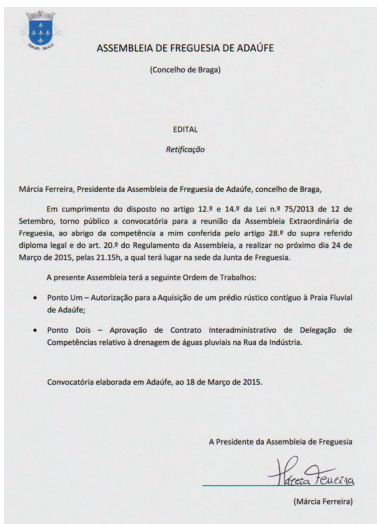 ASSEMBLEIA DE FREGUESIA DE ADAÚFE
(Concelho de Braga)
EDITAL
Retificação
Márcia Ferreira, Presidente da Assembleia de Freguesia de Adaúfe, concelho de Braga,
Em cumprimento do disposto no artigo 12.º e 14.º da Lei n.º 75/2013 de 12 de
Setembro, torno público a convocatória para a reunião da Assembleia Extraordinária de
Freguesia, ao abrigo da competência a mim conferida pelo artigo 28.º do supra referido
diploma legal e do art. 20.º do Regulamento da Assembleia, a realizar no próximo dia 24 de
Março de 2015, pelas 21.15h, a qual terá lugar na sede da Junta de Freguesia.
A presente Assembleia terá a seguinte Ordem de Trabalhos:
• Ponto Um – Autorização para a Aquisição de um prédio rústico contíguo à Praia Fluvial
de Adaúfe;
• Ponto Dois – Aprovação de Contrato Interadministrativo de Delegação de
Competências relativo à drenagem de águas pluviais na Rua da Indústria.
Convocatória elaborada em Adaúfe, ao 18 de Março de 2015.
A Presidente da Assembleia de Freguesia
Márcia Ferreira
(Márcia Ferreira)